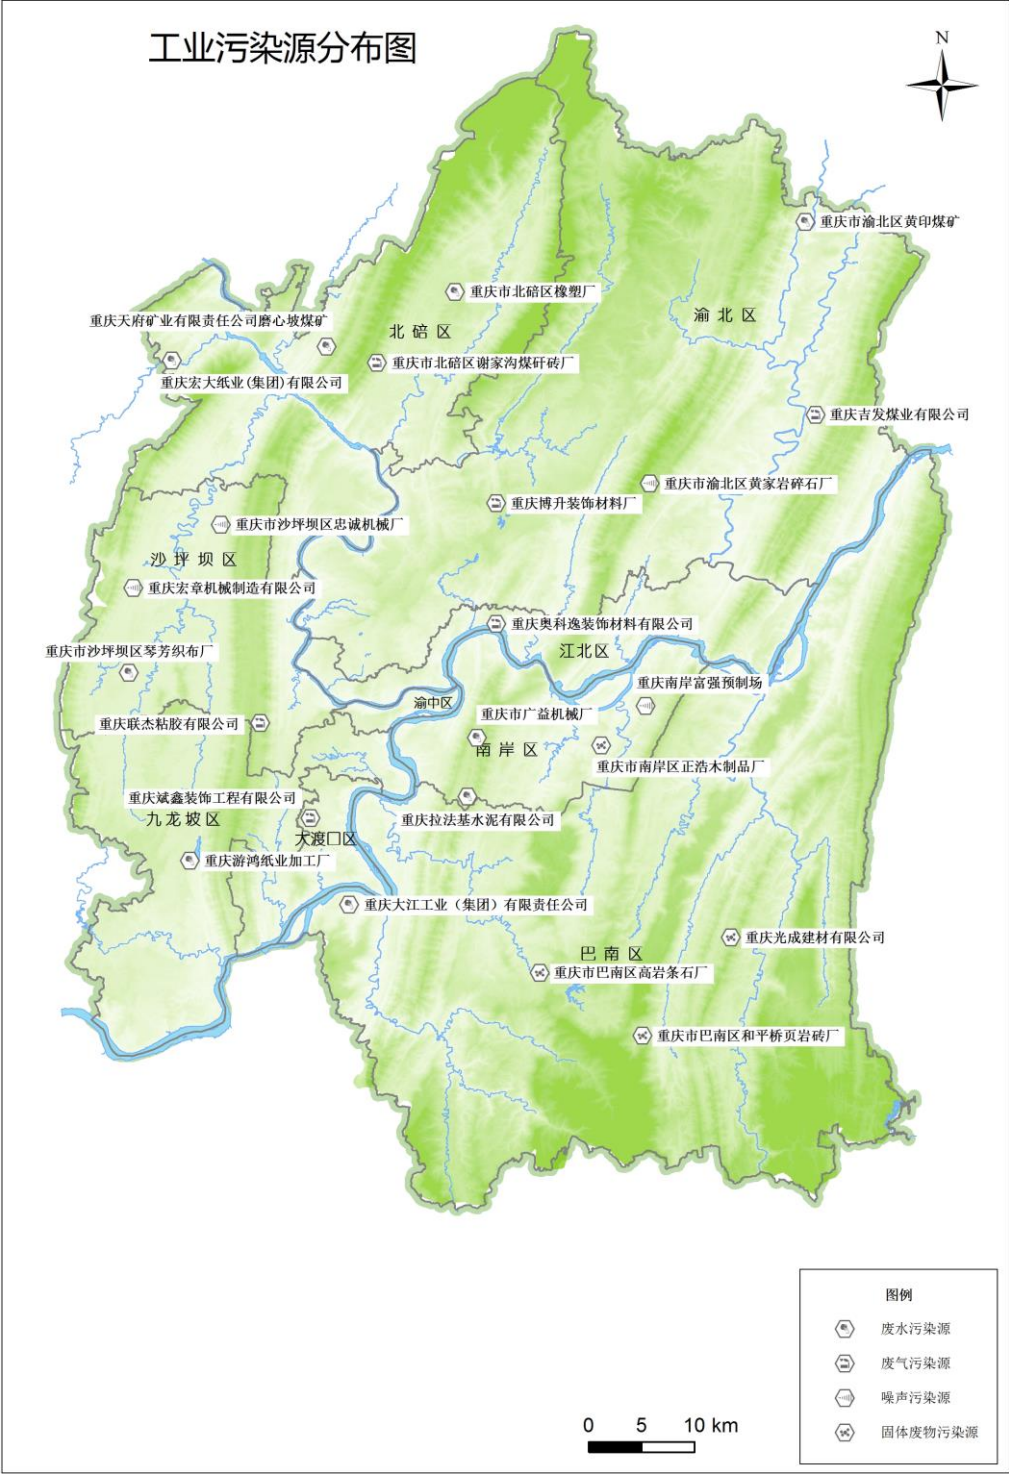 工业污染源分布图
N
重庆市渝北区黄印煤矿
重庆市北碚区橡塑厂
渝北区
重庆天府矿业有限责任公司磨心坡煤矿
北碚区
重庆市北碚区谢家沟煤矸砖厂
重庆宏大纸业(集团)有限公司
重庆吉发煤业有限公司
重庆市渝北区黄家岩碎石厂
重庆博升装饰材料厂
重庆市沙坪坝区忠诚机械厂
沙坪坝区
重庆宏章机械制造有限公司
重庆奥科逸装饰材料有限公司
江北区
重庆市沙坪坝区琴芳织布厂
重庆南岸富强预制场
渝中区
重庆市广益机械厂
重庆联杰粘胶有限公司
南岸区
重庆市南岸区正浩木制品厂
重庆斌鑫装饰工程有限公司
九龙坡区
重庆拉法基水泥有限公司
大渡口区
重庆游鸿纸业加工厂
重庆大江工业（集团）有限责任公司
重庆光成建材有限公司
巴南区
重庆市巴南区高岩条石厂
重庆市巴南区和平桥页岩砖厂
图例
废水污染源
废气污染源
噪声污染源
固体废物污染源
0 5 10 km